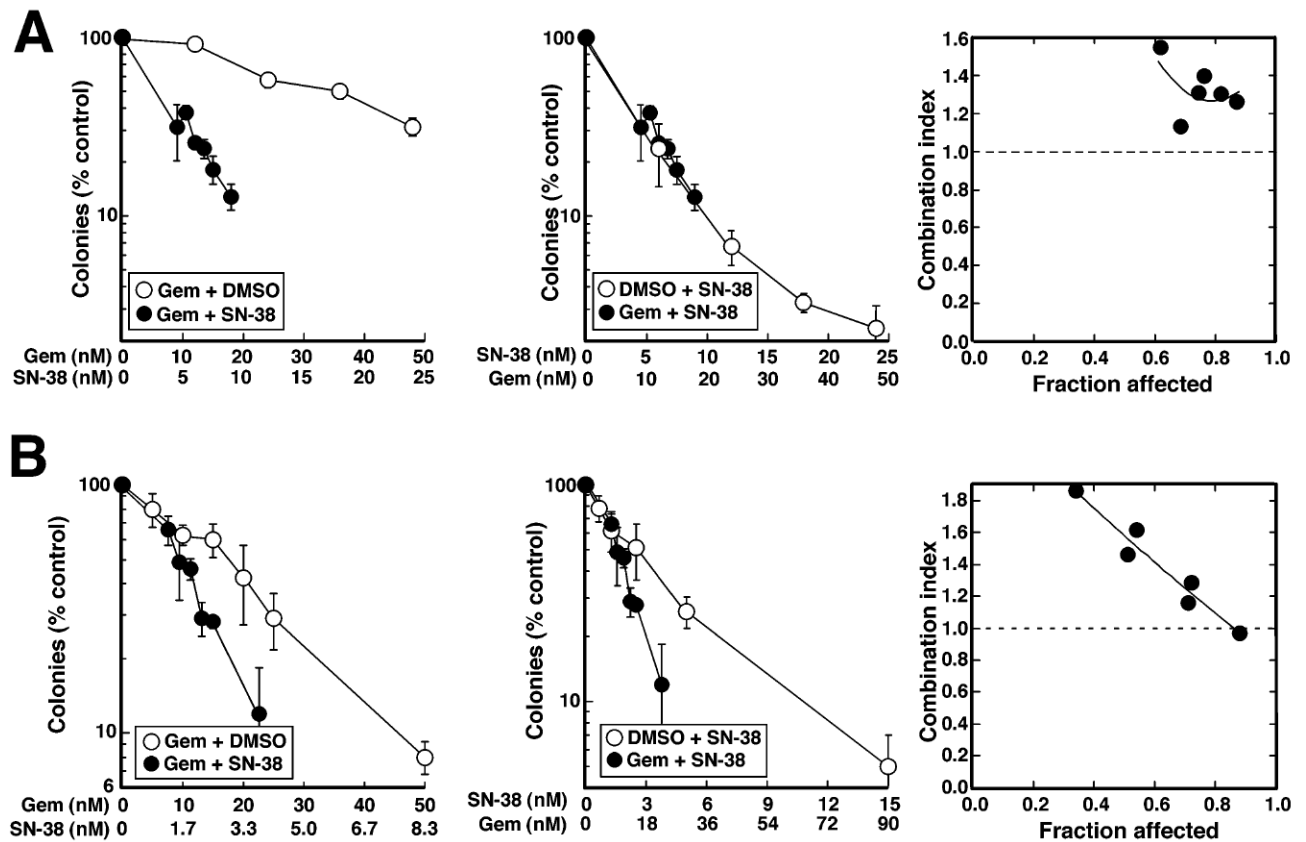 A
100
10
Colonies (% control)
Gem + DMSO
Gem + SN-38
Gem (nM) 0 10 20 30 40 50
SN-38 (nM) 0 5 10 15 20 25
100
10
Colonies (% control)
DMSO + SN-38
Gem + SN-38
SN-38 (nM) 0 5 10 15 20 25
Gem (nM) 0 10 20 30 20 50
1.6
1.4
1.2
1.0
0.8
0.6
0.4
0.2
0.0
Combination index
0.0 0.2 0.4 0.6 0.8 1.0
Fraction affected
B
100
10
6
Colonies (% control)
Gem + DMSO
Gem + SN-38
Gem (nM) 0 10 20 30 40 50
SN-38 (nM) 0 1.7 3.3 5.0 6.7 8.3
100
10
Colonies (% control)
DMSO + SN-38
Gem + SN-38
SN-38 (nM) 0 3 6 9 12 15
Gem (nM) 0 18 36 54 72 90
1.8
1.6
1.4
1.2
1.0
0.8
0.6
0.4
0.2
0.0
Combination index
0.0 0.2 0.4 0.6 0.8 1.0
Fraction affected